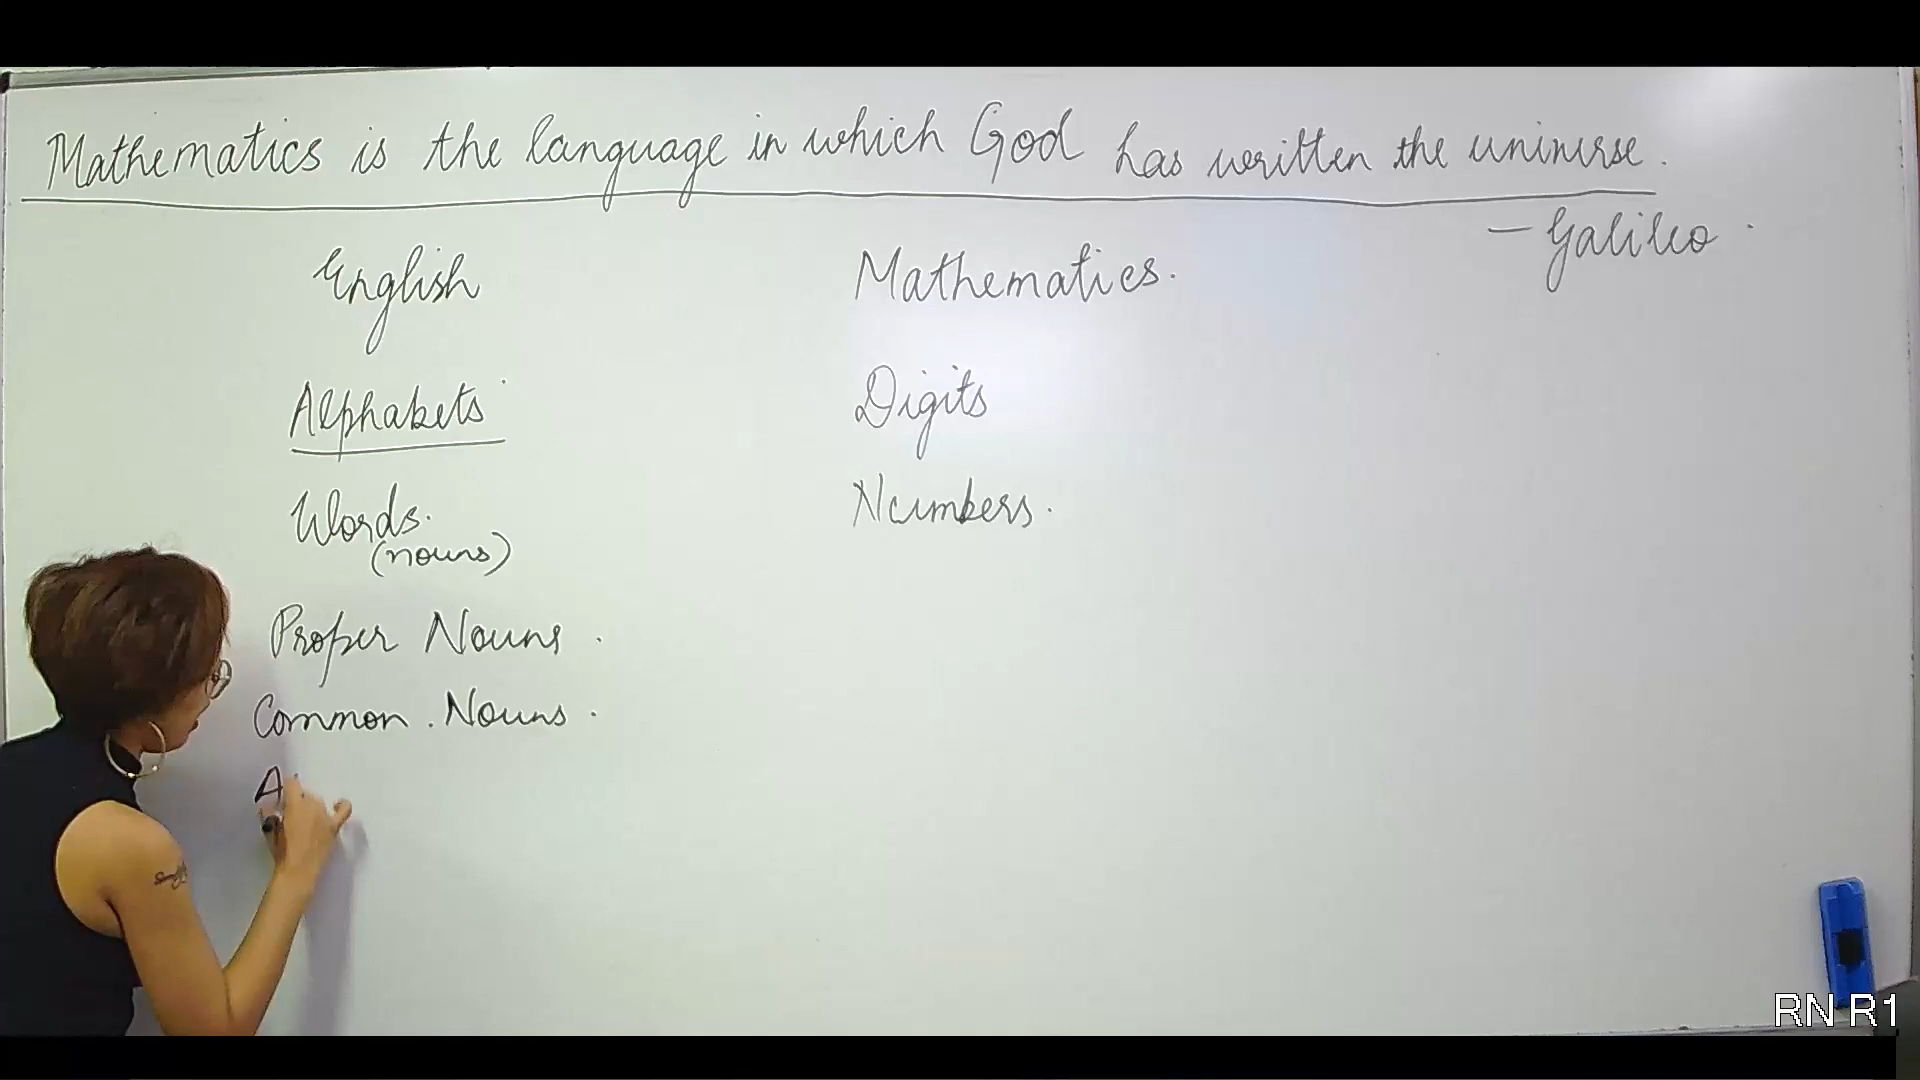 Mathematics is the language in which God has written the universe.
— Galileo.
English Mathematics.
Alphabets Digits
Words. Numbers.
(nouns)
Proper Nouns.
Common. Nouns.
A
RN R1